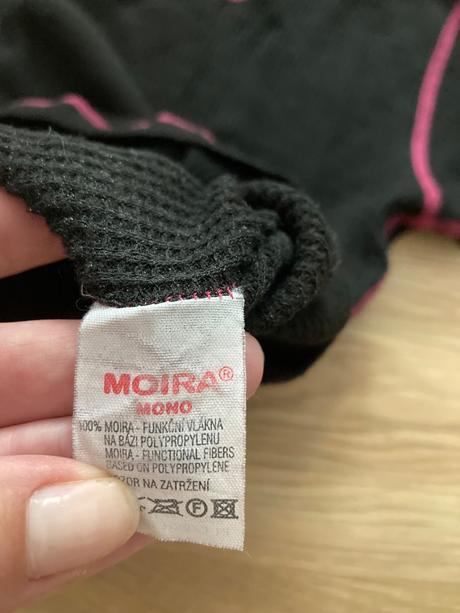 MOIRA®
MONO
100% MOIRA - FUNKČNÍ VLÁKNA
NA BÁZI POLYPROPYLENU
MOIRA - FUNCTIONAL FIBERS
BASED ON POLYPROPYLENE
NA ZATRŽENÍ
F